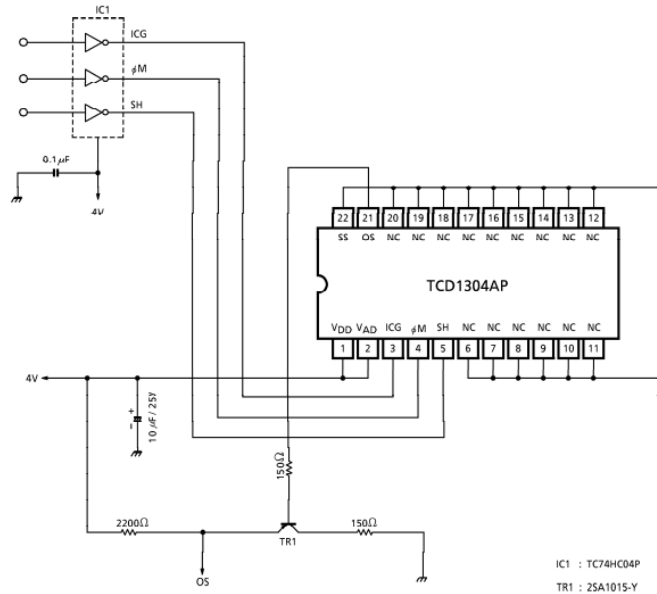 IC1
ICG
ϕM
SH
0.1μF
4V
22 21 20 19 18 17 16 15 14 13 12
SS OS NC NC NC NC NC NC NC NC NC
TCD1304AP
VDD VAD ICG ϕM SH NC NC NC NC NC NC
1 2 3 4 5 6 7 8 9 10 11
4V
+
−
10 μF / 25V
150Ω
2200Ω
150Ω
TR1
OS
IC1 : TC74HC04P
TR1 : 2SA1015-Y